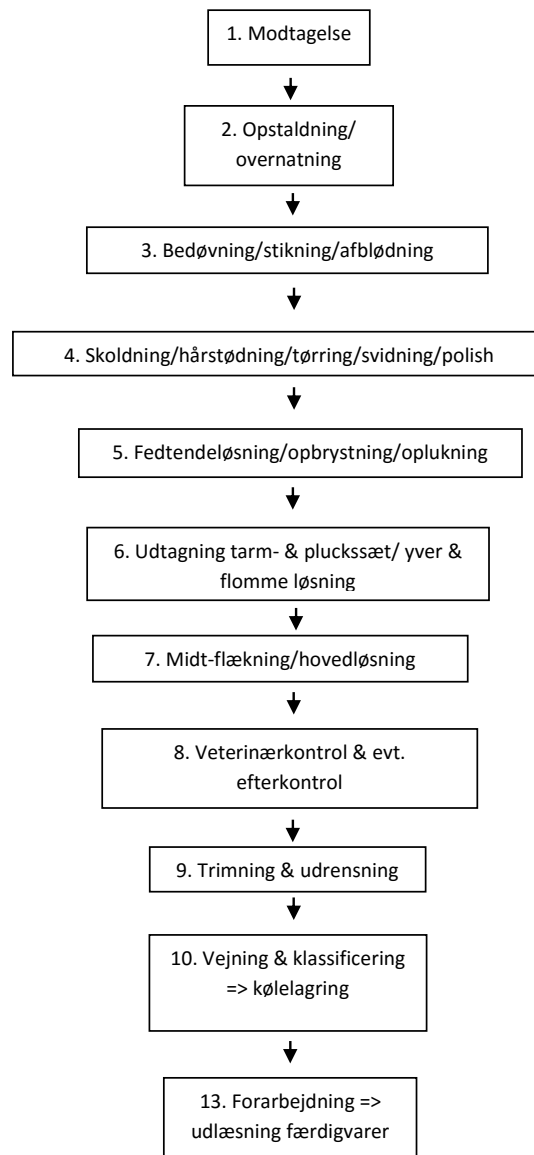 1. Modtagelse
2. Opstaldning/
overnatning
3. Bedøvning/stikning/afblødning
4. Skoldning/hårstødning/tørring/svidning/polish
5. Fedtendeløsning/opbrystning/oplukning
6. Udtagning tarm- & pluckssæt/ yver &
flomme løsning
7. Midt-flækning/hovedløsning
8. Veterinærkontrol & evt.
efterkontrol
9. Trimning & udrensning
10. Vejning & klassificering
=> kølelagring
13. Forarbejdning =>
udlæsning færdigvarer